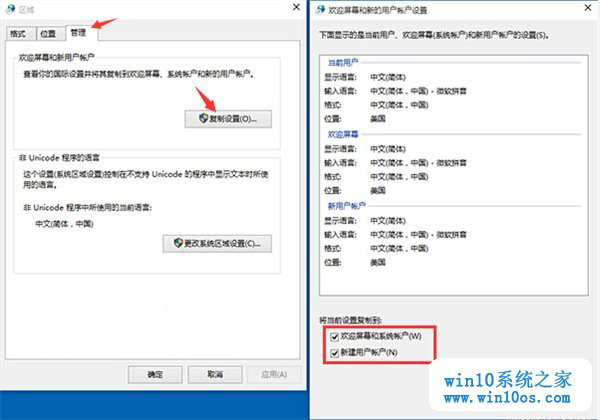 区域
格式 位置 管理
欢迎屏幕和新用户帐户
查看你的国际设置并将其复制到欢迎屏幕、系统帐户和新的用户帐户。
复制设置(O)...
非 Unicode 程序的语言
这个设置(系统区域设置)控制在不支持 Unicode 的程序中显示文本时所使
用的语言。
非 Unicode 程序中所使用的当前语言:
中文(简体，中国)
更改系统区域设置(C)...
确定 取消 应用(A)
欢迎屏幕和新的用户帐户设置
下面显示的是当前用户、欢迎屏幕(系统帐户)和新用户帐户的设置(S)。
当前用户
显示语言: 中文(简体)
输入语言: 中文(简体，中国) - 微软拼音
格式: 中文(简体，中国)
位置: 美国
欢迎屏幕
显示语言: 中文(简体)
输入语言: 中文(简体，中国) - 微软拼音
格式: 中文(简体，中国)
位置: 美国
新用户帐户
显示语言: 中文(简体)
输入语言: 中文(简体，中国) - 微软拼音
格式: 中文(简体，中国)
位置: 美国
将当前设置复制到:
欢迎屏幕和系统帐户(W)
新建用户帐户(N)
win10系统之家
www.win10os.com